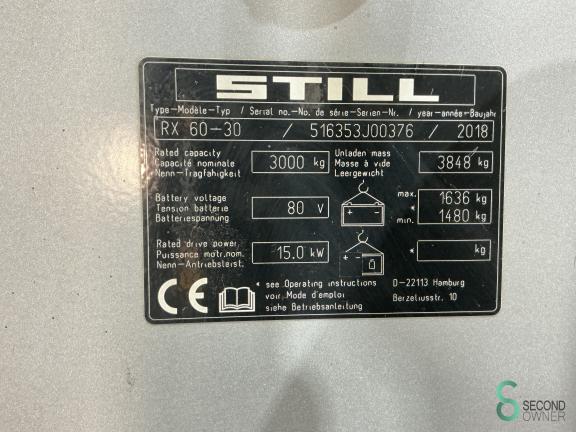 STILL
Type-Modèle-Typ / Serial no.-No. de série-Serien-Nr. / year-année-Baujahr
RX 60-30 / 516353J00376 / 2018
Rated capacity
Capacité nominale
Nenn-Tragfähigkeit
3000 kg
Unladen mass
Masse à vide
Leergewicht
3848 kg
Battery voltage
Tension batterie
Batteriespannung
80 V
max. 1636 kg
*
min. 1480 kg
Rated drive power
Puissance motr.nom.
Nenn-Antriebsleist.
15.0 kW
* kg
CE
* see Operating instructions
voir Mode d'emploi
siehe Betriebsanleitung
D-22113 Hamburg
Berzeliusstr. 10
SECOND
OWNER